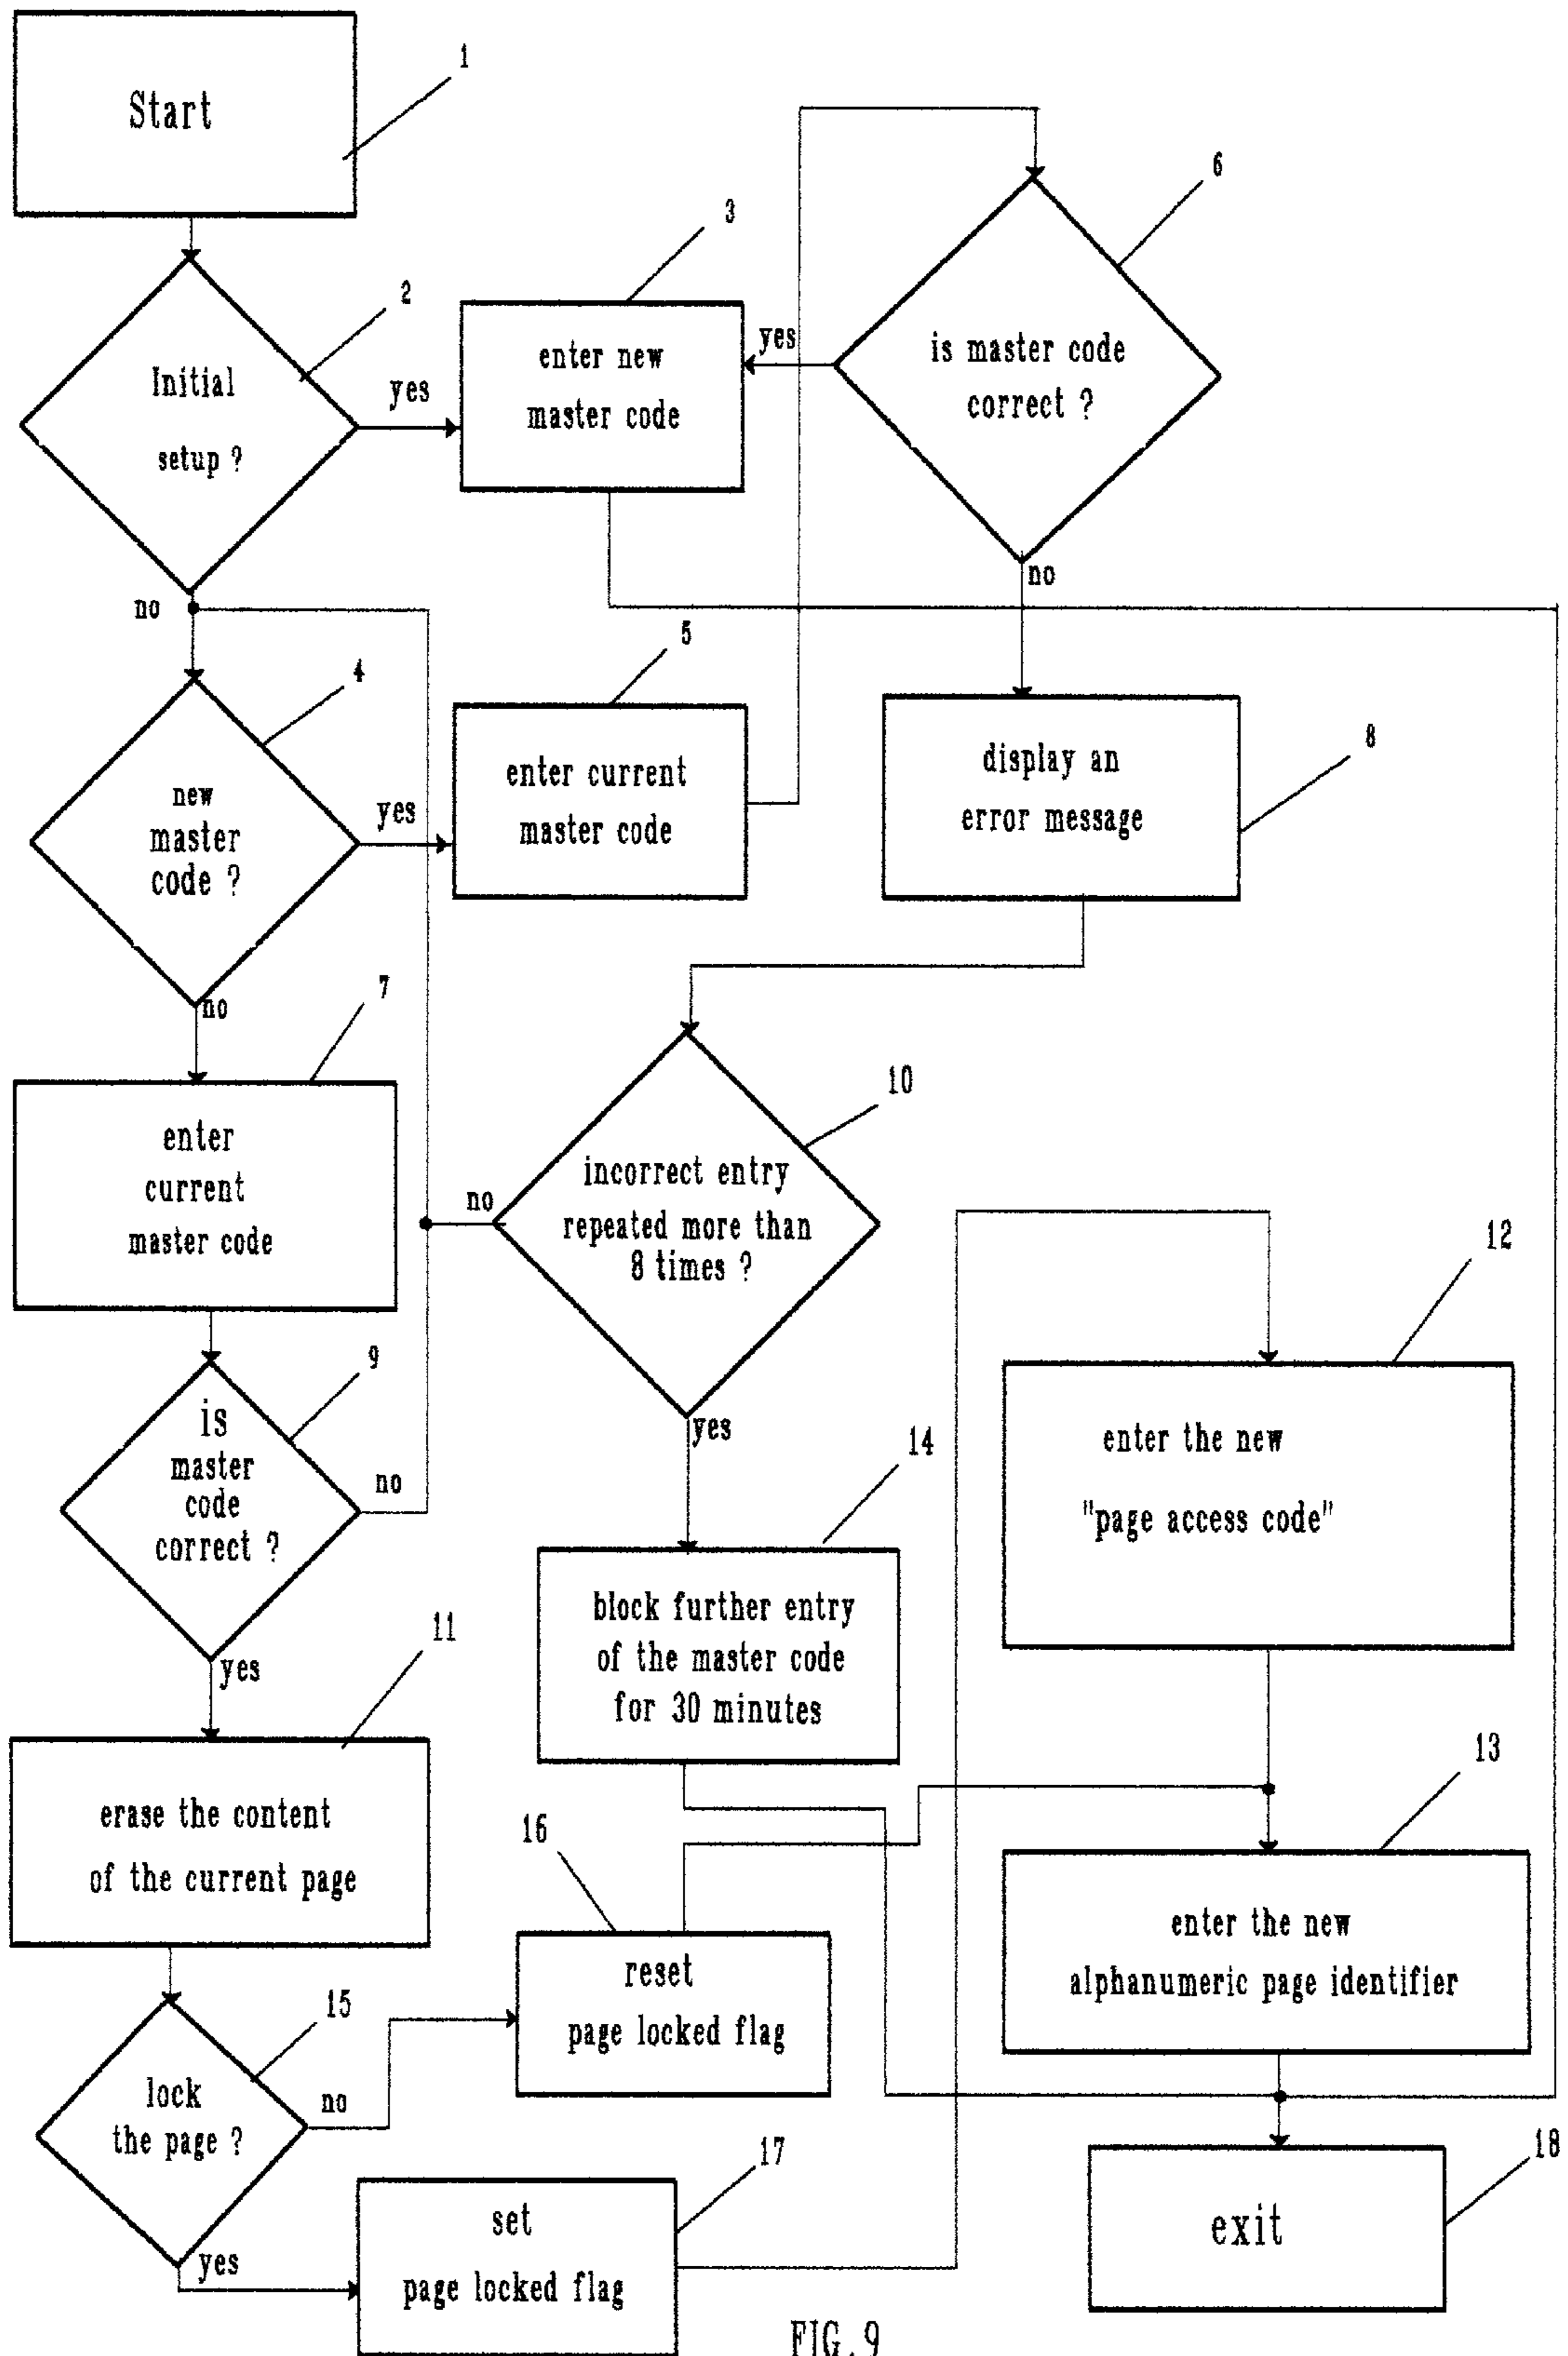 Start
1
Initial
setup ?
2
yes
no
enter new
master code
3
yes
is master code
correct ?
6
no
new
master
code ?
4
yes
no
enter current
master code
5
display an
error message
8
enter
current
master code
7
incorrect entry
repeated more than
8 times ?
10
no
yes
is
master
code
correct ?
9
no
yes
block further entry
of the master code
for 30 minutes
14
enter the new
"page access code"
12
erase the content
of the current page
11
enter the new
alphanumeric page identifier
13
reset
page locked flag
16
lock
the page ?
15
no
yes
set
page locked flag
17
exit
18
FIG. 9